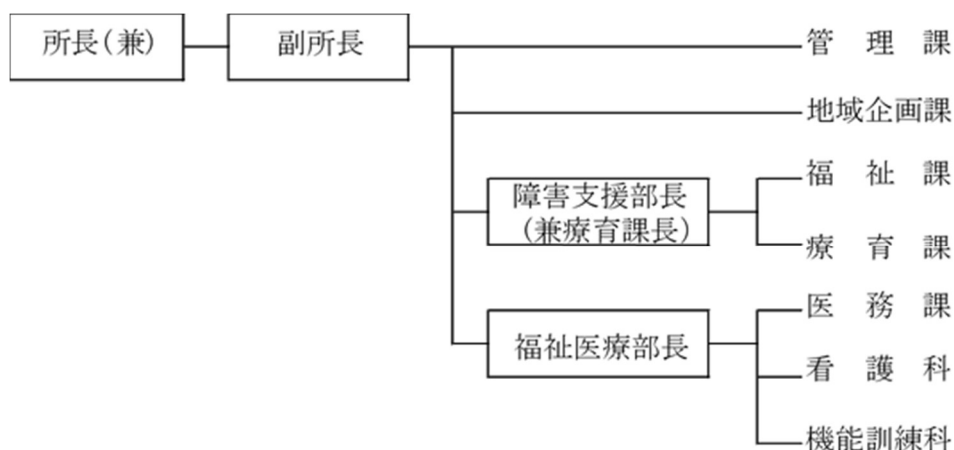 所長(兼)
副所長
管理課
地域企画課
障害支援部長
(兼療育課長)
福祉課
療育課
福祉医療部長
医務課
看護科
機能訓練科